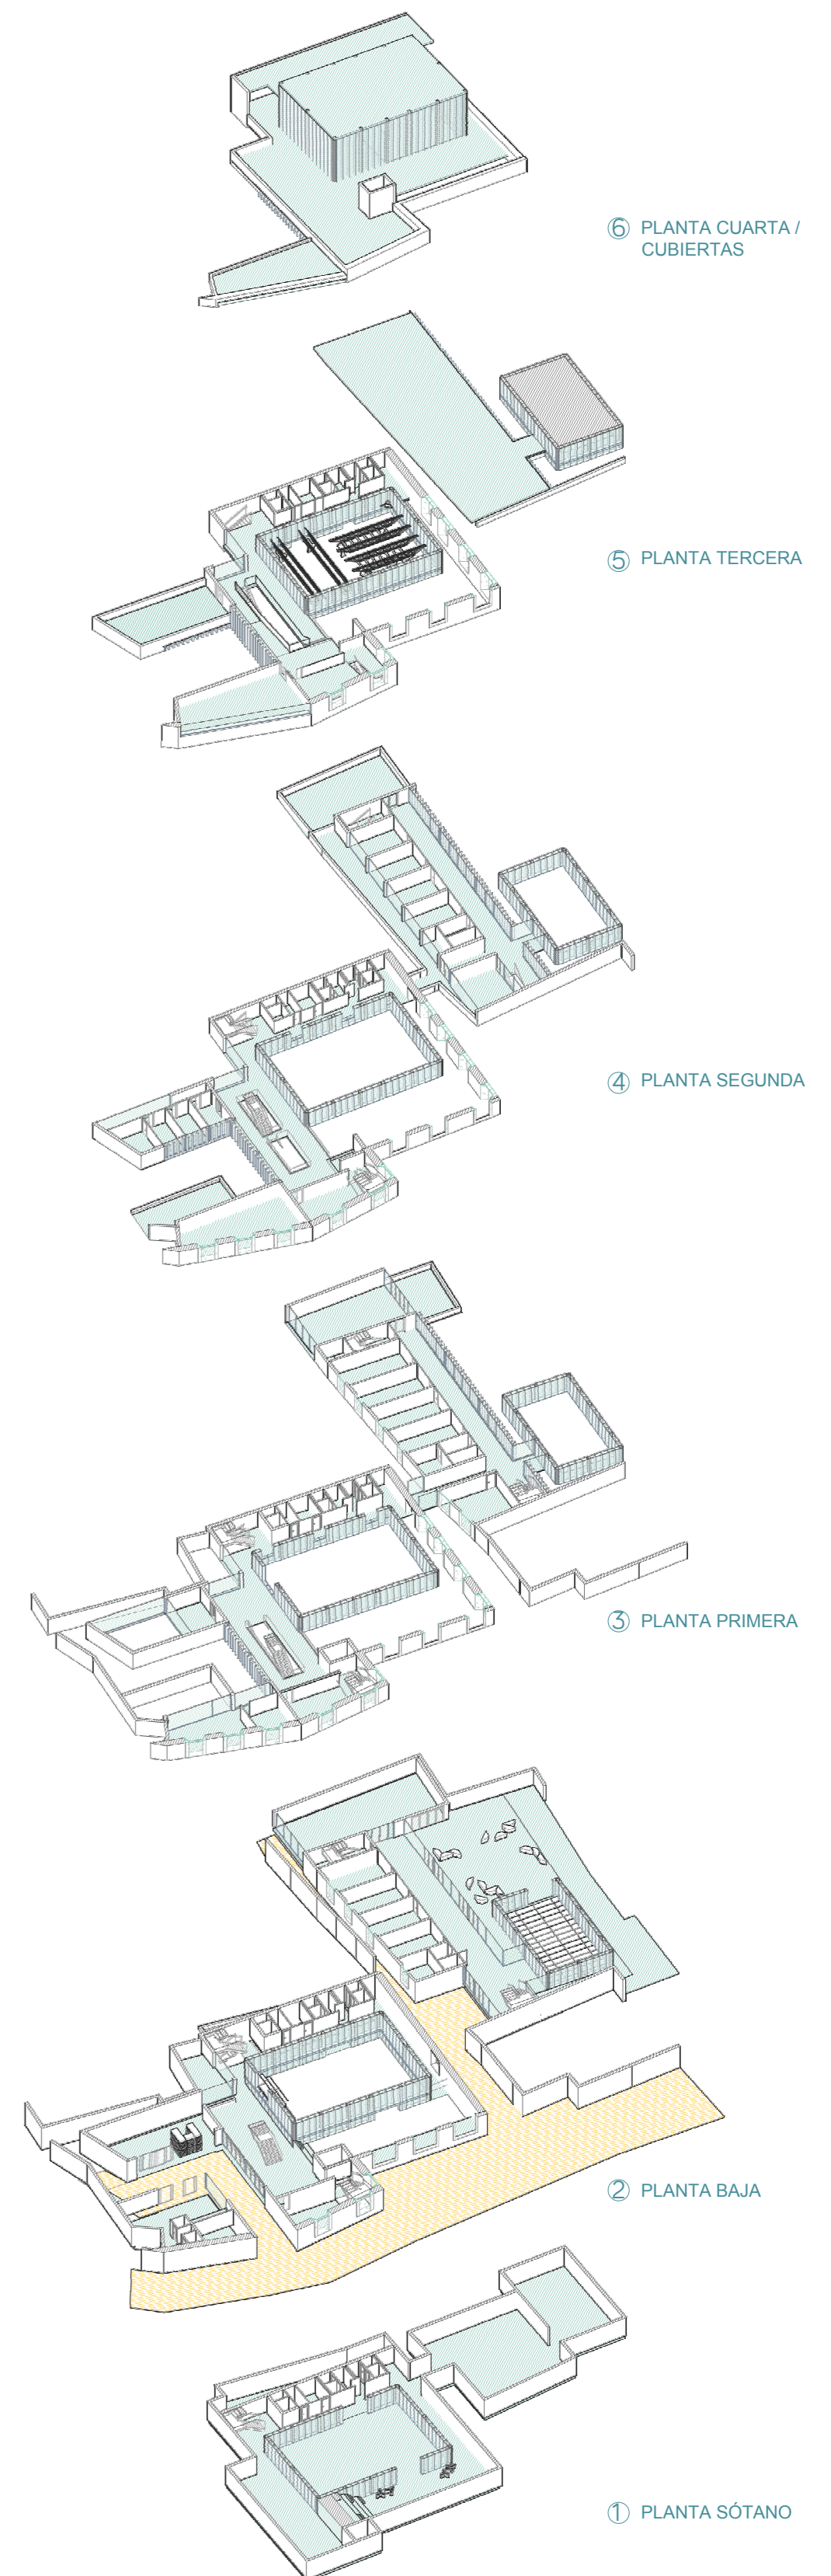 ⑥ PLANTA CUARTA /
CUBIERTAS
⑤ PLANTA TERCERA
④ PLANTA SEGUNDA
③ PLANTA PRIMERA
② PLANTA BAJA
① PLANTA SÓTANO